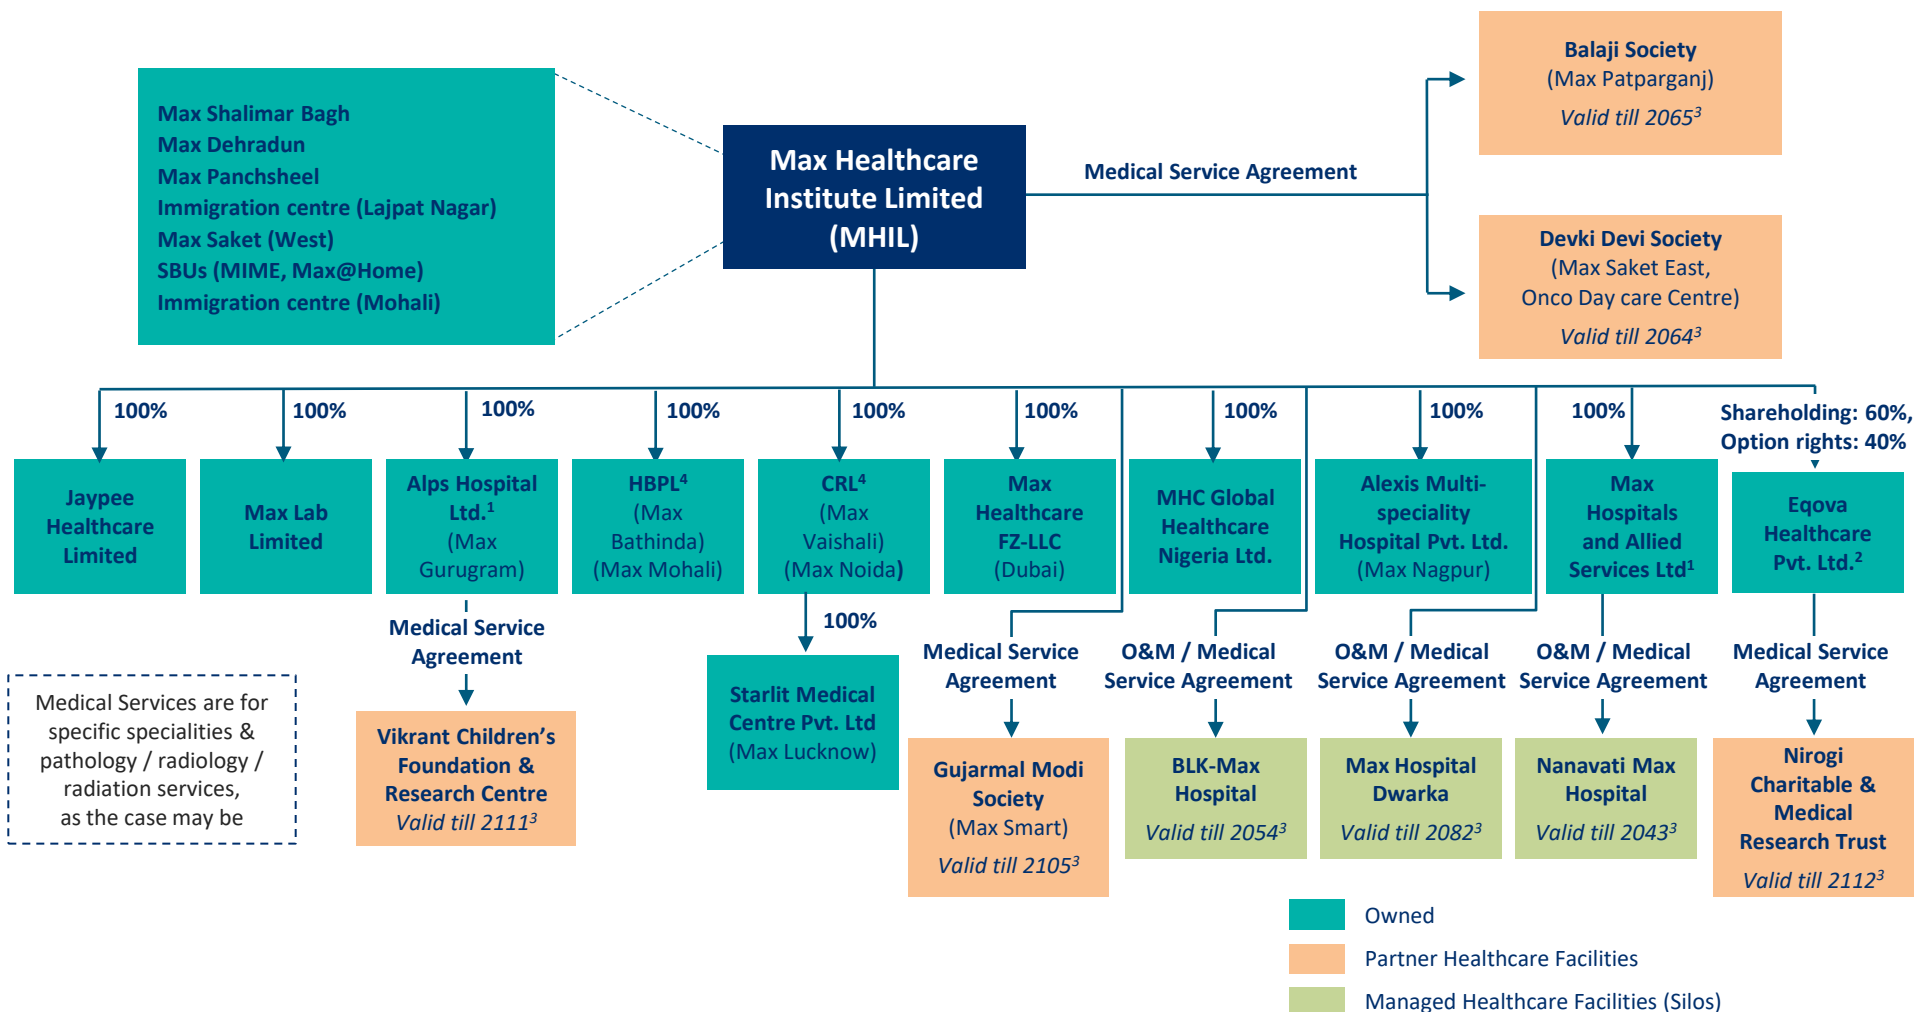 Max Shalimar Bagh
Max Dehradun
Max Panchsheel
Immigration centre (Lajpat Nagar)
Max Saket (West)
SBUs (MIME, Max@Home)
Immigration centre (Mohali)
Max Healthcare
Institute Limited
(MHIL)
Medical Service Agreement
Balaji Society
(Max Patparganj)
Valid till 2065³
Devki Devi Society
(Max Saket East,
Onco Day care Centre)
Valid till 2064³
100%
100%
100%
100%
100%
100%
100%
100%
100%
Shareholding: 60%,
Option rights: 40%
Jaypee
Healthcare
Limited
Max Lab
Limited
Alps Hospital
Ltd.¹
(Max
Gurugram)
HBPL⁴
(Max
Bathinda)
(Max Mohali)
CRL⁴
(Max
Vaishali)
(Max Noida)
Max
Healthcare
FZ-LLC
(Dubai)
MHC Global
Healthcare
Nigeria Ltd.
Alexis Multi-
speciality
Hospital Pvt. Ltd.
(Max Nagpur)
Max
Hospitals
and Allied
Services Ltd¹
Eqova
Healthcare
Pvt. Ltd.²
Medical Service
Agreement
100%
Medical Service
Agreement
O&M / Medical
Service Agreement
O&M / Medical
Service Agreement
O&M / Medical
Service Agreement
Medical Service
Agreement
Medical Services are for
specific specialities &
pathology / radiology /
radiation services,
as the case may be
Vikrant Children's
Foundation &
Research Centre
Valid till 2111³
Starlit Medical
Centre Pvt. Ltd
(Max Lucknow)
Gujarmal Modi
Society
(Max Smart)
Valid till 2105³
BLK-Max
Hospital
Valid till 2054³
Max Hospital
Dwarka
Valid till 2082³
Nanavati Max
Hospital
Valid till 2043³
Nirogi
Charitable &
Medical
Research Trust
Valid till 2112³
Owned
Partner Healthcare Facilities
Managed Healthcare Facilities (Silos)